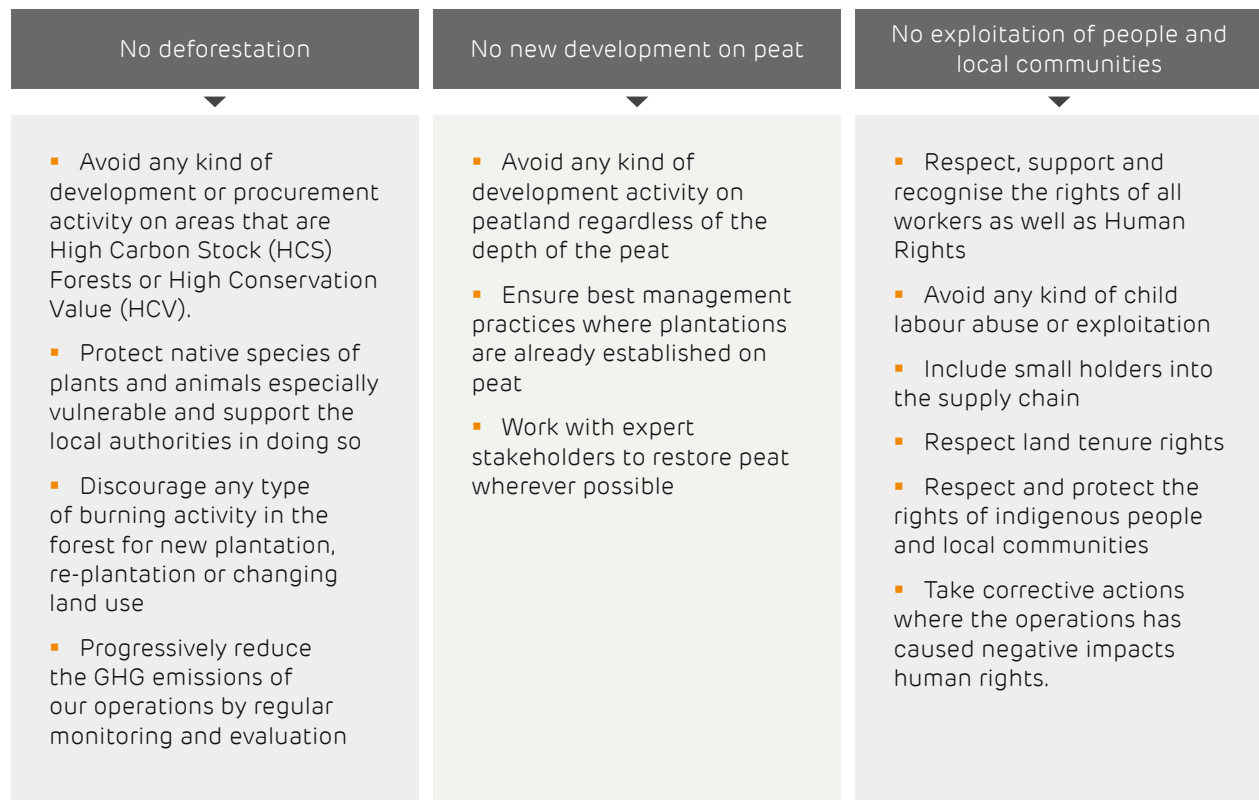 No deforestation
▪ Avoid any kind of
development or procurement
activity on areas that are
High Carbon Stock (HCS)
Forests or High Conservation
Value (HCV).
▪ Protect native species of
plants and animals especially
vulnerable and support the
local authorities in doing so
▪ Discourage any type
of burning activity in the
forest for new plantation,
re-plantation or changing
land use
▪ Progressively reduce
the GHG emissions of
our operations by regular
monitoring and evaluation
No new development on peat
▪ Avoid any kind of
development activity on
peatland regardless of the
depth of the peat
▪ Ensure best management
practices where plantations
are already established on
peat
▪ Work with expert
stakeholders to restore peat
wherever possible
No exploitation of people and
local communities
▪ Respect, support and
recognise the rights of all
workers as well as Human
Rights
▪ Avoid any kind of child
labour abuse or exploitation
▪ Include small holders into
the supply chain
▪ Respect land tenure rights
▪ Respect and protect the
rights of indigenous people
and local communities
▪ Take corrective actions
where the operations has
caused negative impacts
human rights.